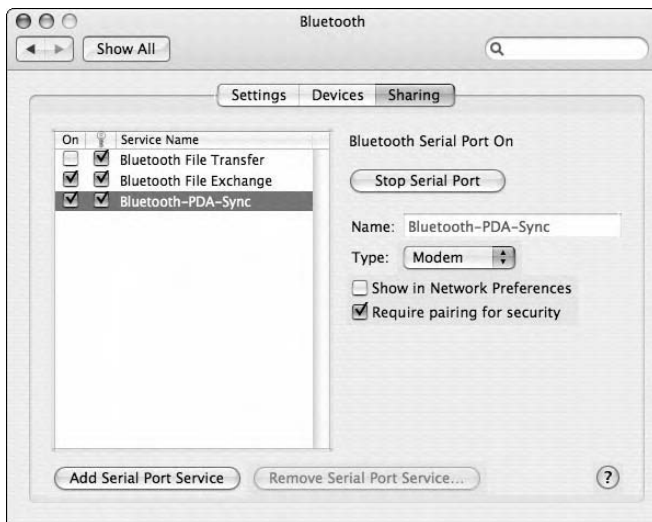 Bluetooth
Show All
Settings Devices Sharing
On Service Name
Bluetooth File Transfer
Bluetooth File Exchange
Bluetooth-PDA-Sync
Bluetooth Serial Port On
Stop Serial Port
Name: Bluetooth-PDA-Sync
Type: Modem
Show in Network Preferences
Require pairing for security
Add Serial Port Service
Remove Serial Port Service...
?